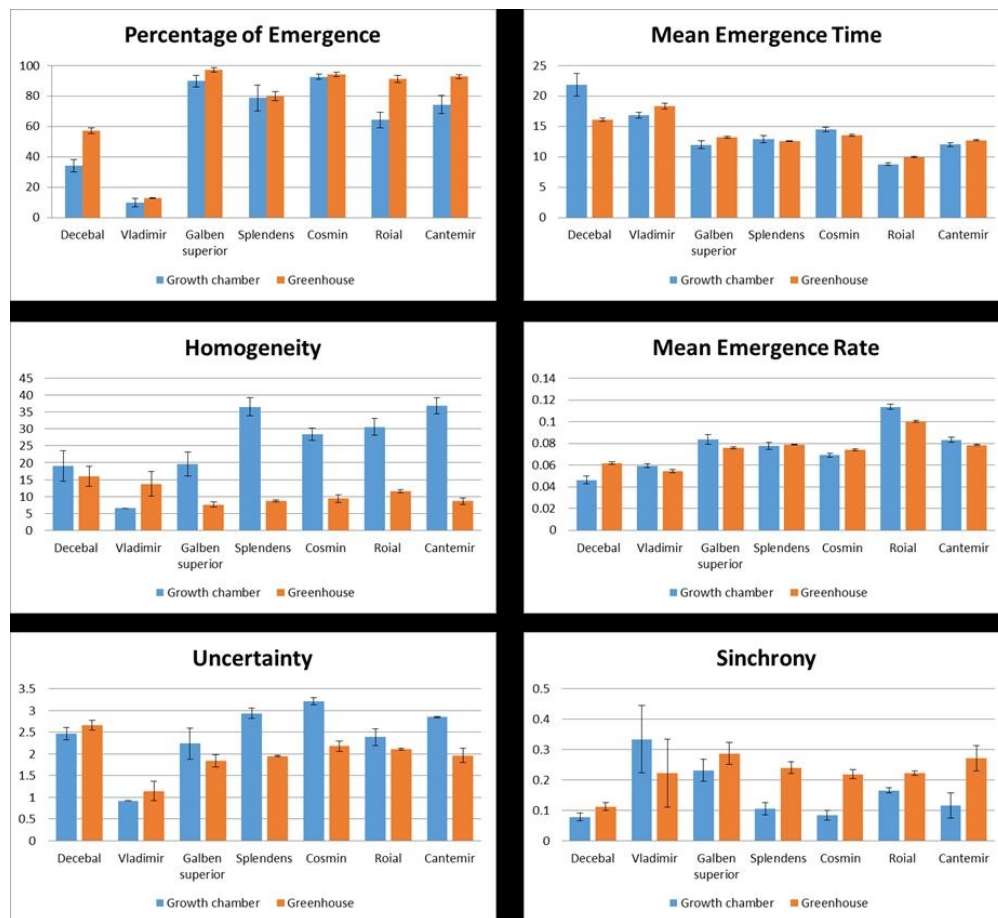 Percentage of Emergence
100
80
60
40
20
0
Decebal Vladimir Galben superior Splendens Cosmin Roial Cantemir
Growth chamber Greenhouse
Mean Emergence Time
25
20
15
10
5
0
Decebal Vladimir Galben superior Splendens Cosmin Roial Cantemir
Growth chamber Greenhouse
Homogeneity
45
40
35
30
25
20
15
10
5
0
Decebal Vladimir Galben superior Splendens Cosmin Roial Cantemir
Growth chamber Greenhouse
Mean Emergence Rate
0.14
0.12
0.1
0.08
0.06
0.04
0.02
0
Decebal Vladimir Galben superior Splendens Cosmin Roial Cantemir
Growth chamber Greenhouse
Uncertainty
3.5
3
2.5
2
1.5
1
0.5
0
Decebal Vladimir Galben superior Splendens Cosmin Roial Cantemir
Growth chamber Greenhouse
Sinchrony
0.5
0.4
0.3
0.2
0.1
0
Decebal Vladimir Galben superior Splendens Cosmin Roial Cantemir
Growth chamber Greenhouse